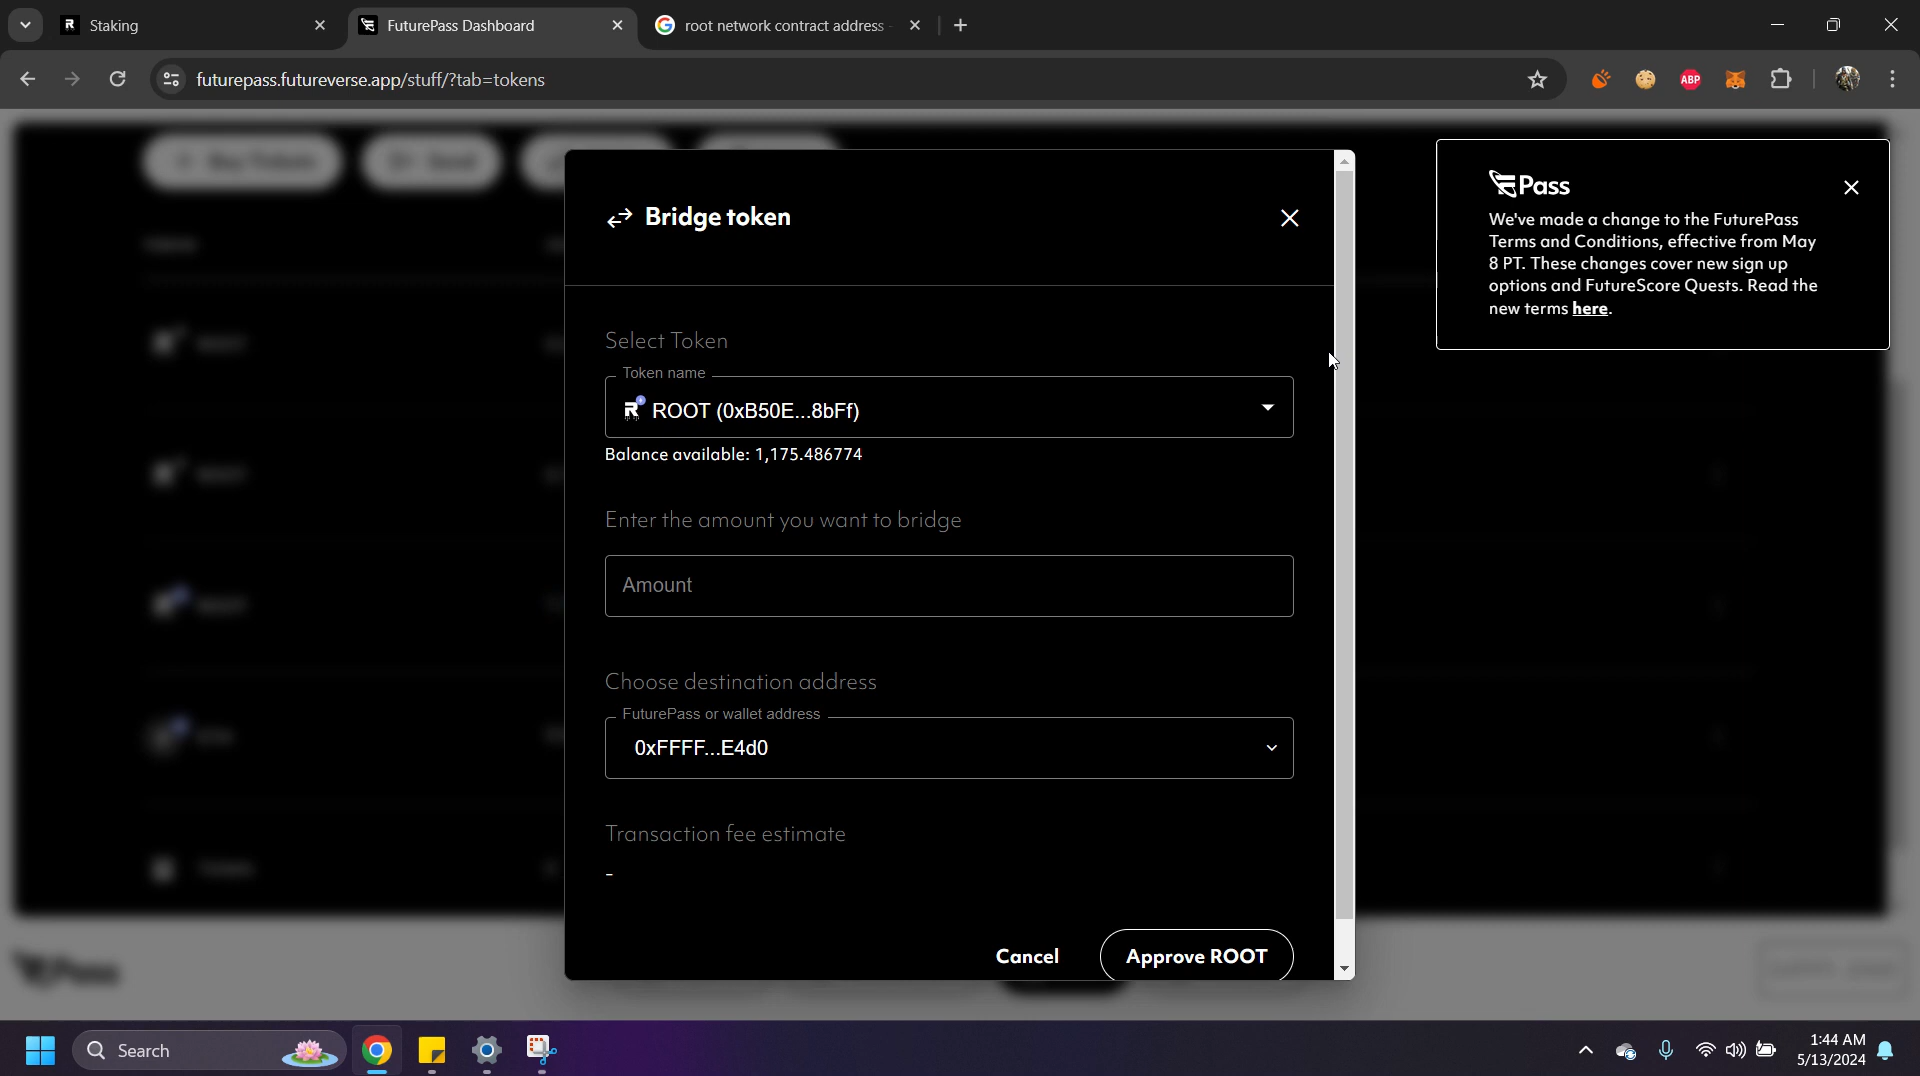 Staking
FuturePass Dashboard
root network contract address
futurepass.futureverse.app/stuff/?tab=tokens
ABP
Bridge token
Select Token
Token name
ROOT (0xB50E...8bFf)
Balance available: 1,175.486774
Enter the amount you want to bridge
Amount
Choose destination address
FuturePass or wallet address
0xFFFF...E4d0
Transaction fee estimate
-
Cancel
Approve ROOT
Pass
We've made a change to the FuturePass
Terms and Conditions, effective from May
8 PT. These changes cover new sign up
options and FutureScore Quests. Read the
new terms here.
Pass
Search
1:44 AM
5/13/2024